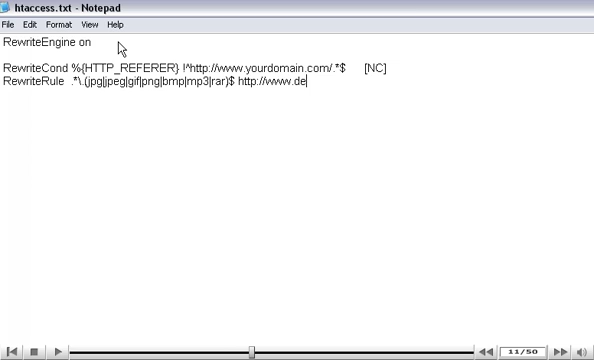 htaccess.txt - Notepad
File Edit Format View Help
RewriteEngine on
RewriteCond %{HTTP_REFERER} !^http://www.yourdomain.com/.*$ [NC]
RewriteRule .*\.(jpg|jpeg|gif|png|bmp|mp3|rar)$ http://www.de
11/50